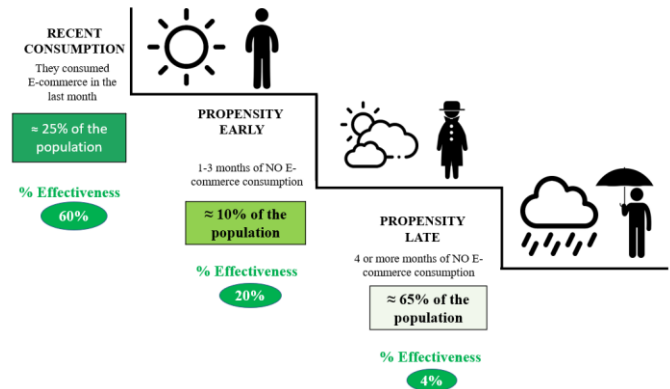 RECENT
CONSUMPTION
They consumed
E-commerce in the
last month
≈ 25% of the
population
% Effectiveness
60%
PROPENSITY
EARLY
1-3 months of NO E-
commerce consumption
≈ 10% of the
population
% Effectiveness
20%
PROPENSITY
LATE
4 or more months of NO E-
commerce consumption
≈ 65% of the
population
% Effectiveness
4%